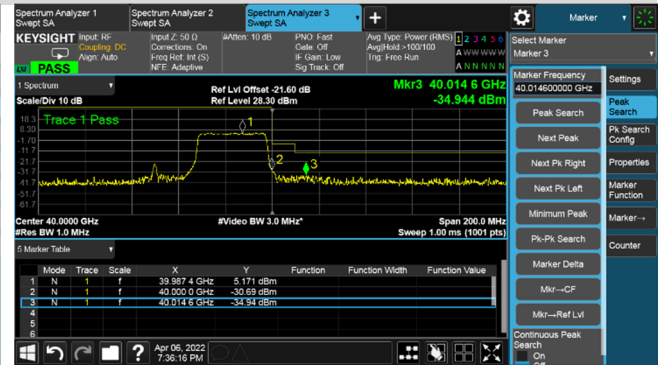 Spectrum Analyzer 1
Swept SA
Spectrum Analyzer 2
Swept SA
Spectrum Analyzer 3
Swept SA
Marker
KEYSIGHT
Input: RF
Coupling: DC
Align: Auto
Input Z: 50 Ω
Corrections: On
Freq Ref: Int (S)
NFE: Adaptive
#Atten: 10 dB
PNO: Fast
Gate: Off
IF Gain: Low
Sig Track: Off
Avg Type: Power (RMS)
Avg|Hold:>100/100
Trig: Free Run
1 2 3 4 5 6
A W W W W W
A N N N N N
PASS
Select Marker
Marker 3
1 Spectrum
Scale/Div 10 dB
Ref Lvl Offset -21.60 dB
Ref Level 28.30 dBm
Mkr3 40.014 6 GHz
-34.944 dBm
Trace 1 Pass
18.3
8.30
-1.70
-11.7
-21.7
-31.7
-41.7
-51.7
-61.7
1
2
3
Center 40.0000 GHz
#Res BW 1.0 MHz
#Video BW 3.0 MHz*
Span 200.0 MHz
Sweep 1.00 ms (1001 pts)
5 Marker Table
Mode Trace Scale X Y Function Function Width Function Value
1 N 1 f 39.987 4 GHz 5.171 dBm
2 N 1 f 40.000 0 GHz -30.69 dBm
3 N 1 f 40.014 6 GHz -34.94 dBm
4
5
6
Apr 06, 2022
7:36:16 PM
Marker Frequency
40.014600000 GHz
Peak Search
Next Peak
Next Pk Right
Next Pk Left
Minimum Peak
Pk-Pk Search
Marker Delta
Mkr→CF
Mkr→Ref Lvl
Continuous Peak
Search
On
Off
Settings
Peak
Search
Pk Search
Config
Properties
Marker
Function
Marker→
Counter